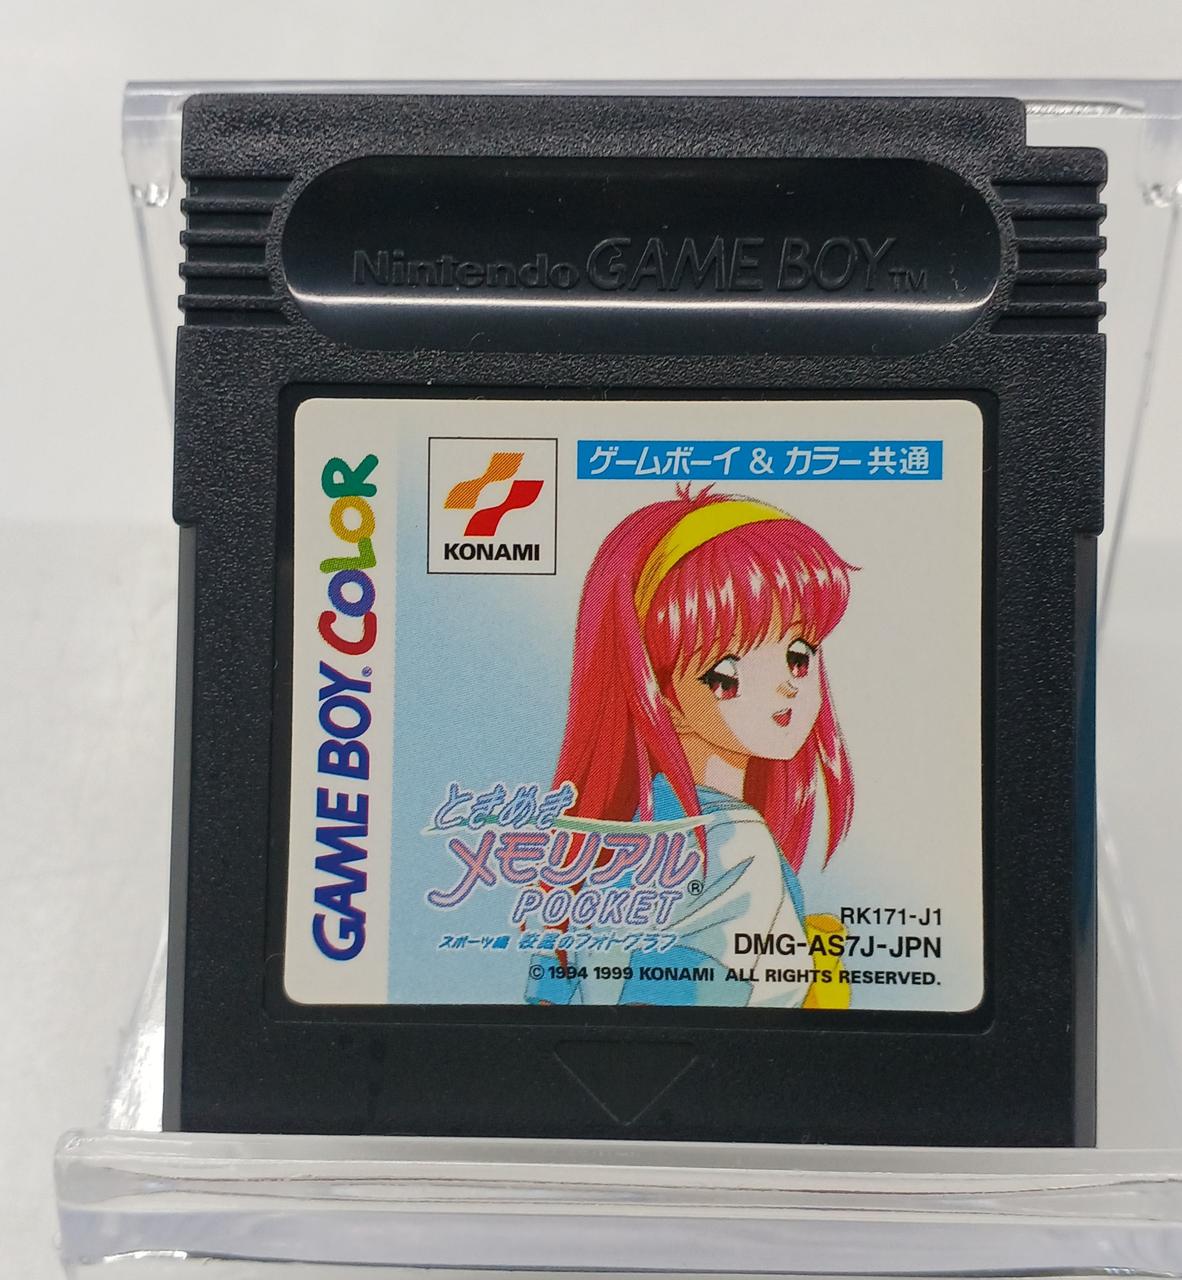 Nintendo GAME BOY TM
GAME BOY COLOR
KONAMI
ゲームボーイ & カラー共通
ときめき
メモリアル®
POCKET
スポーツ編 校庭のフォトグラフ
RK171-J1
DMG-AS7J-JPN
©1994 1999 KONAMI ALL RIGHTS RESERVED.